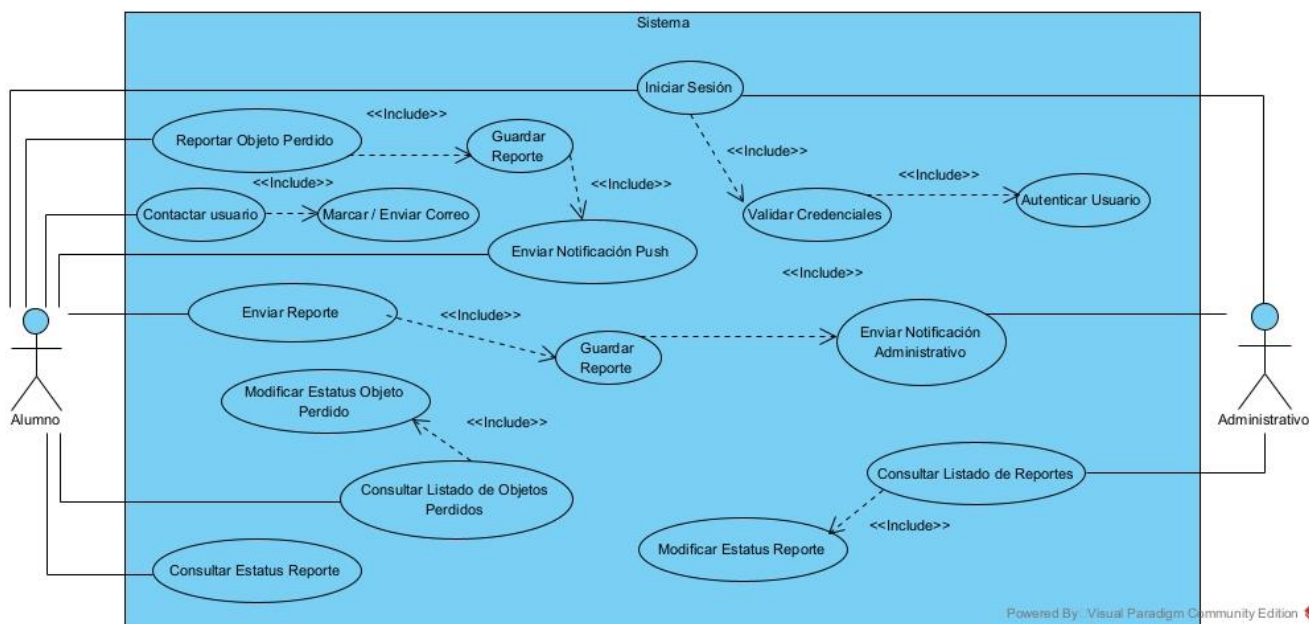 Sistema
Iniciar Sesión
<<Include>>
Reportar Objeto Perdido
Guardar
Reporte
<<Include>>
<<Include>>
<<Include>>
<<Include>>
Contactar usuario
Marcar / Enviar Correo
Validar Credenciales
Autenticar Usuario
Enviar Notificación Push
<<Include>>
Enviar Reporte
<<Include>>
Guardar
Reporte
Enviar Notificación
Administrativo
Modificar Estatus Objeto
Perdido
<<Include>>
Alumno
Administrativo
Consultar Listado de Objetos
Perdidos
Consultar Listado de Reportes
<<Include>>
Modificar Estatus Reporte
Consultar Estatus Reporte
Powered By: Visual Paradigm Community Edition